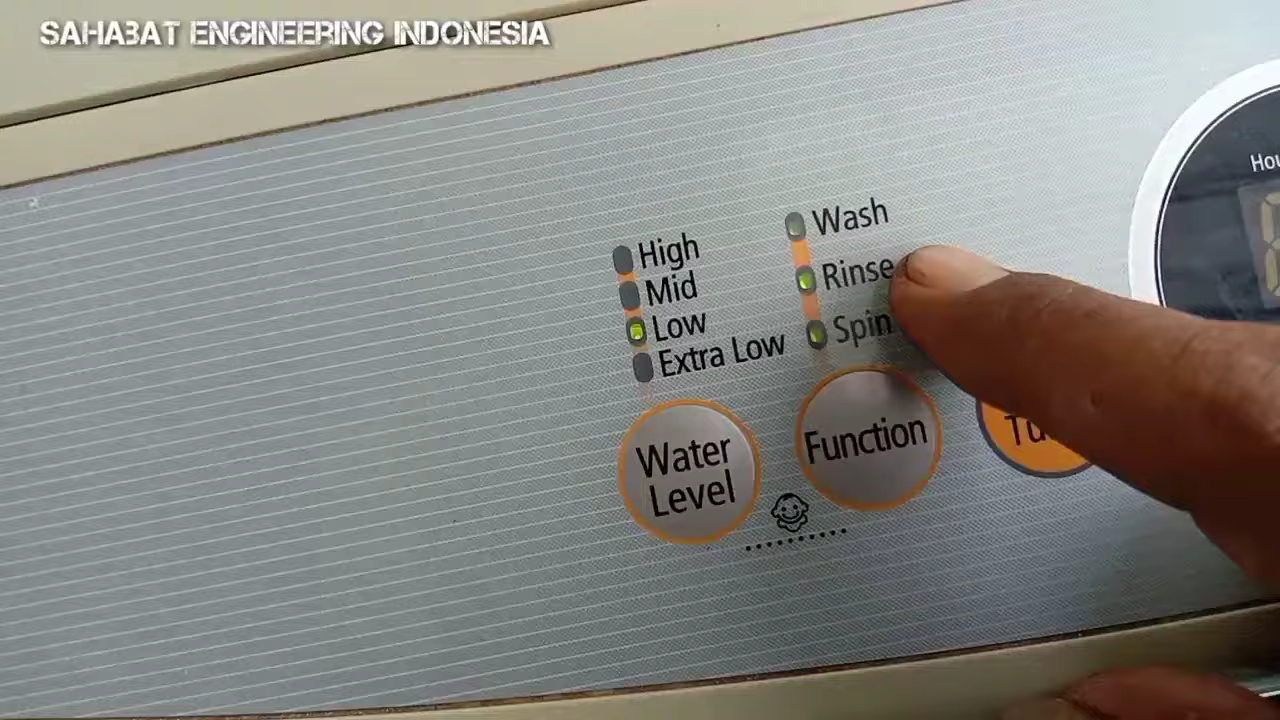 SAHABAT ENGINEERING INDONESIA
High
Mid
Low
Extra Low
Wash
Rinse
Spin
Water
Level
Function